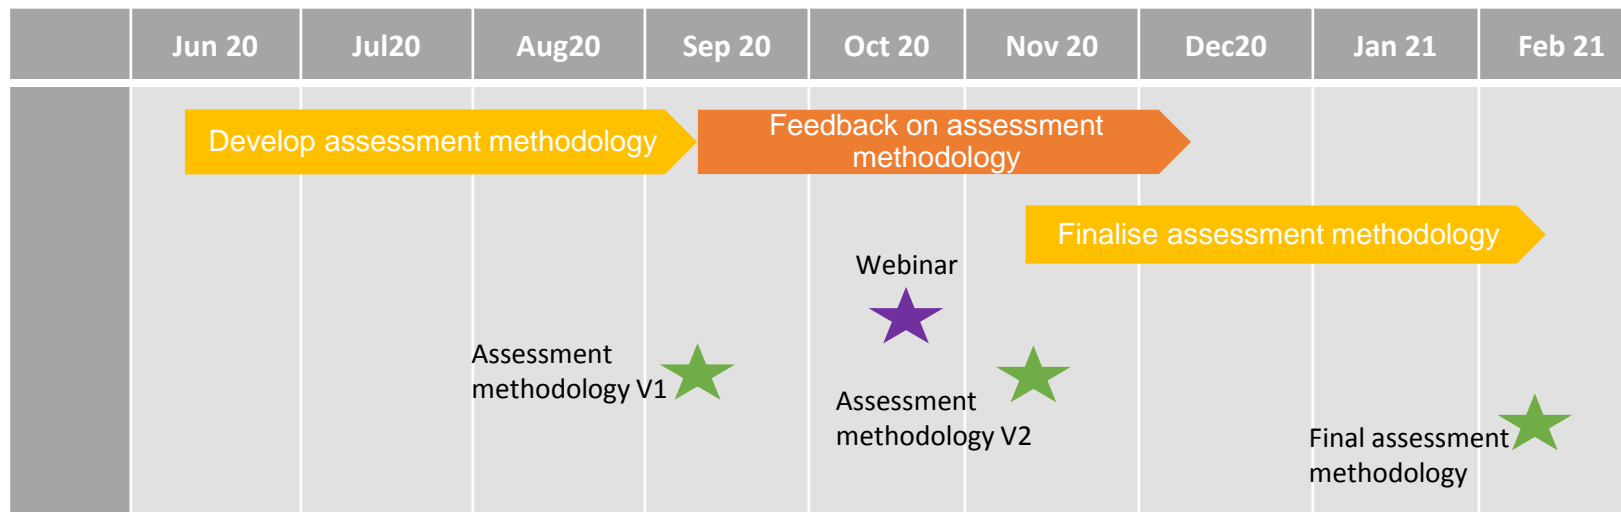 Jun 20
Jul20
Aug20
Sep 20
Oct 20
Nov 20
Dec20
Jan 21
Feb 21
Develop assessment methodology
Feedback on assessment
methodology
Finalise assessment methodology
Webinar
Assessment
methodology V1
Assessment
methodology V2
Final assessment
methodology